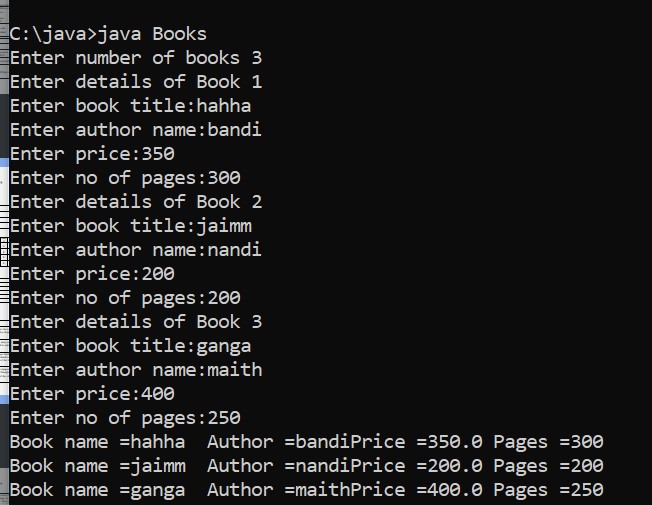 C:\java>java Books
Enter number of books 3
Enter details of Book 1
Enter book title:hahha
Enter author name:bandi
Enter price:350
Enter no of pages:300
Enter details of Book 2
Enter book title:jaimm
Enter author name:nandi
Enter price:200
Enter no of pages:200
Enter details of Book 3
Enter book title:ganga
Enter author name:maith
Enter price:400
Enter no of pages:250
Book name =hahha  Author =bandiPrice =350.0 Pages =300
Book name =jaimm  Author =nandiPrice =200.0 Pages =200
Book name =ganga  Author =maithPrice =400.0 Pages =250